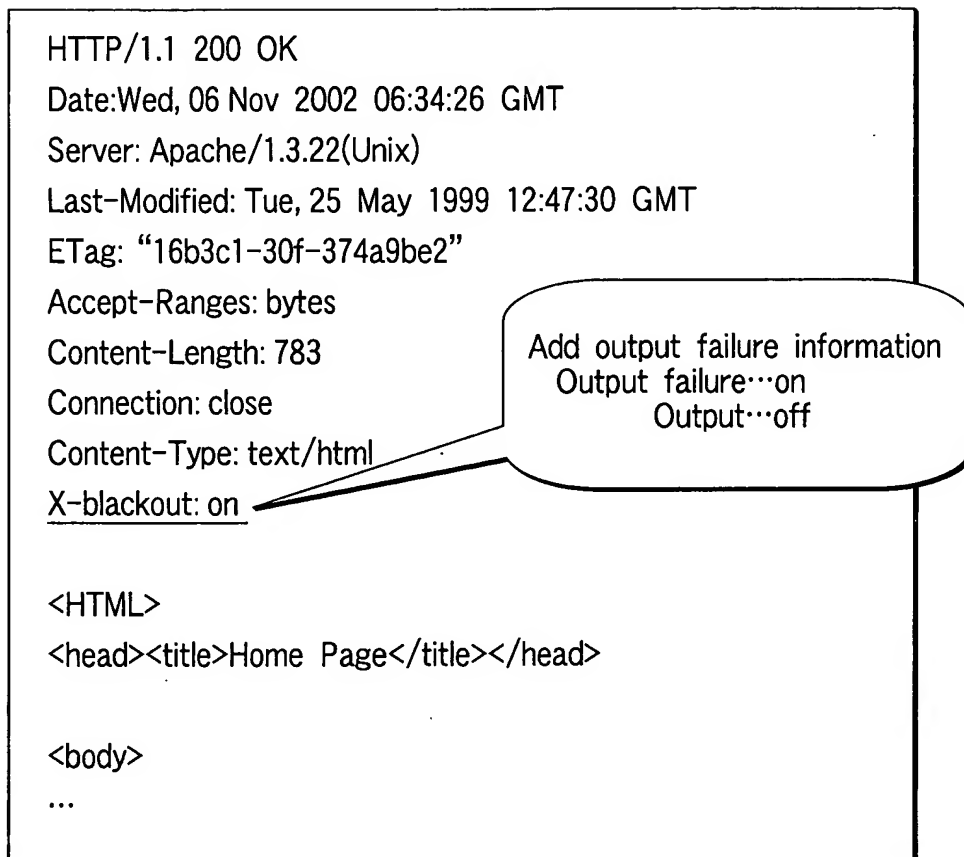 HTTP/1.1 200 OK
Date:Wed, 06 Nov 2002 06:34:26 GMT
Server: Apache/1.3.22(Unix)
Last-Modified: Tue, 25 May 1999 12:47:30 GMT
ETag: “16b3c1-30f-374a9be2”
Accept-Ranges: bytes
Content-Length: 783
Connection: close
Content-Type: text/html
X-blackout: on
Add output failure information
Output failure…on
Output…off
<HTML>
<head><title>Home Page</title></head>
<body>
…